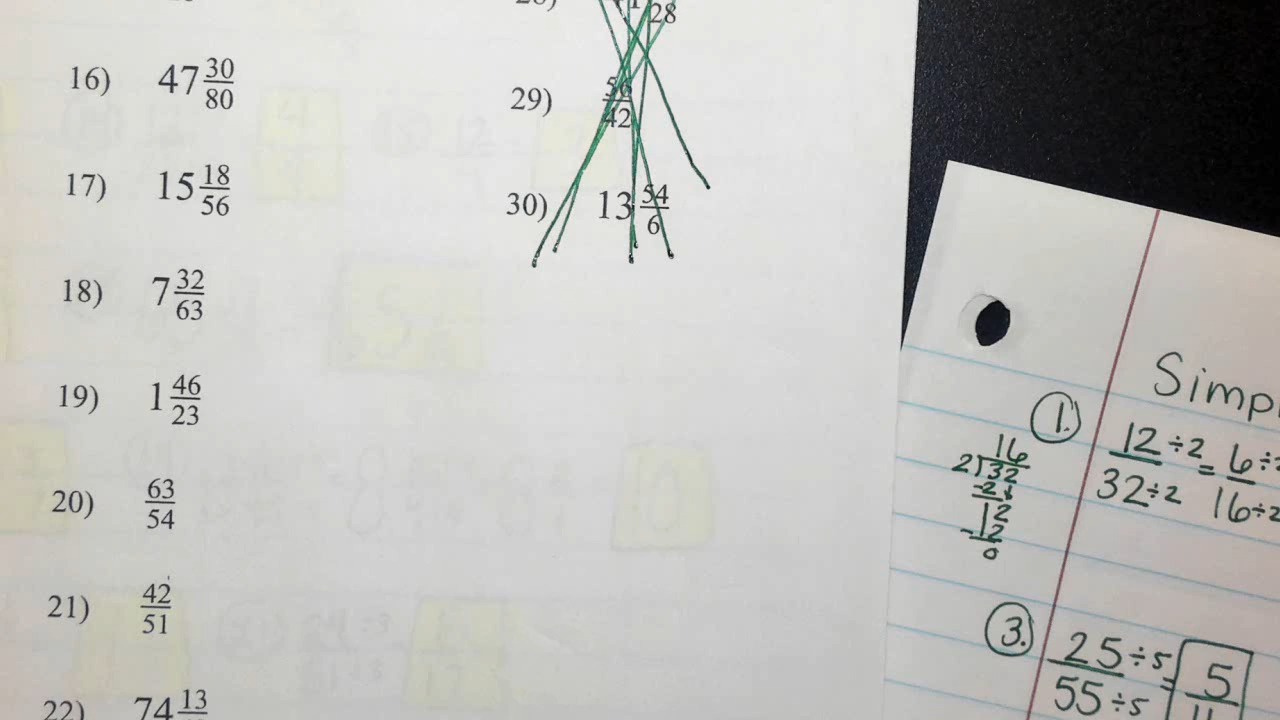 16) 47 30/80
17) 15 18/56
18) 7 32/63
19) 1 46/23
20) 63/54
21) 42/51
22) 74 13
28
29) 56/42
30) 13 54/6
Simpl
1. 12÷2/32÷2 = 6÷2/16÷2
16
2)32
-2↓
12
-12
0
3. 25÷5/55÷5 = 5